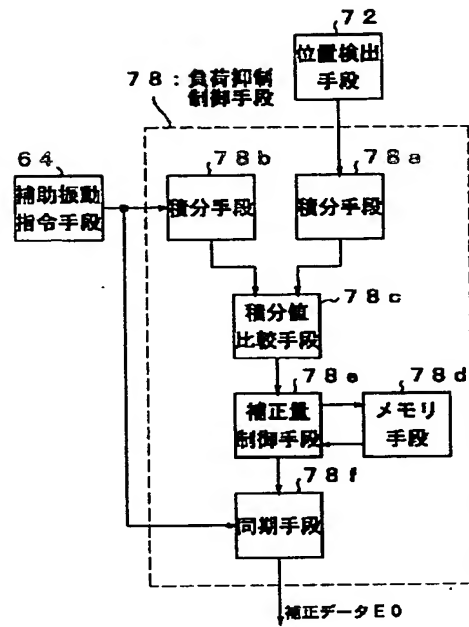 72
位置検出
手段
78:負荷抑制
制御手段
64
補助振動
指令手段
78b
積分手段
78a
積分手段
78c
積分値
比較手段
78e
補正量
制御手段
78d
メモリ
手段
78f
同期手段
補正データE0